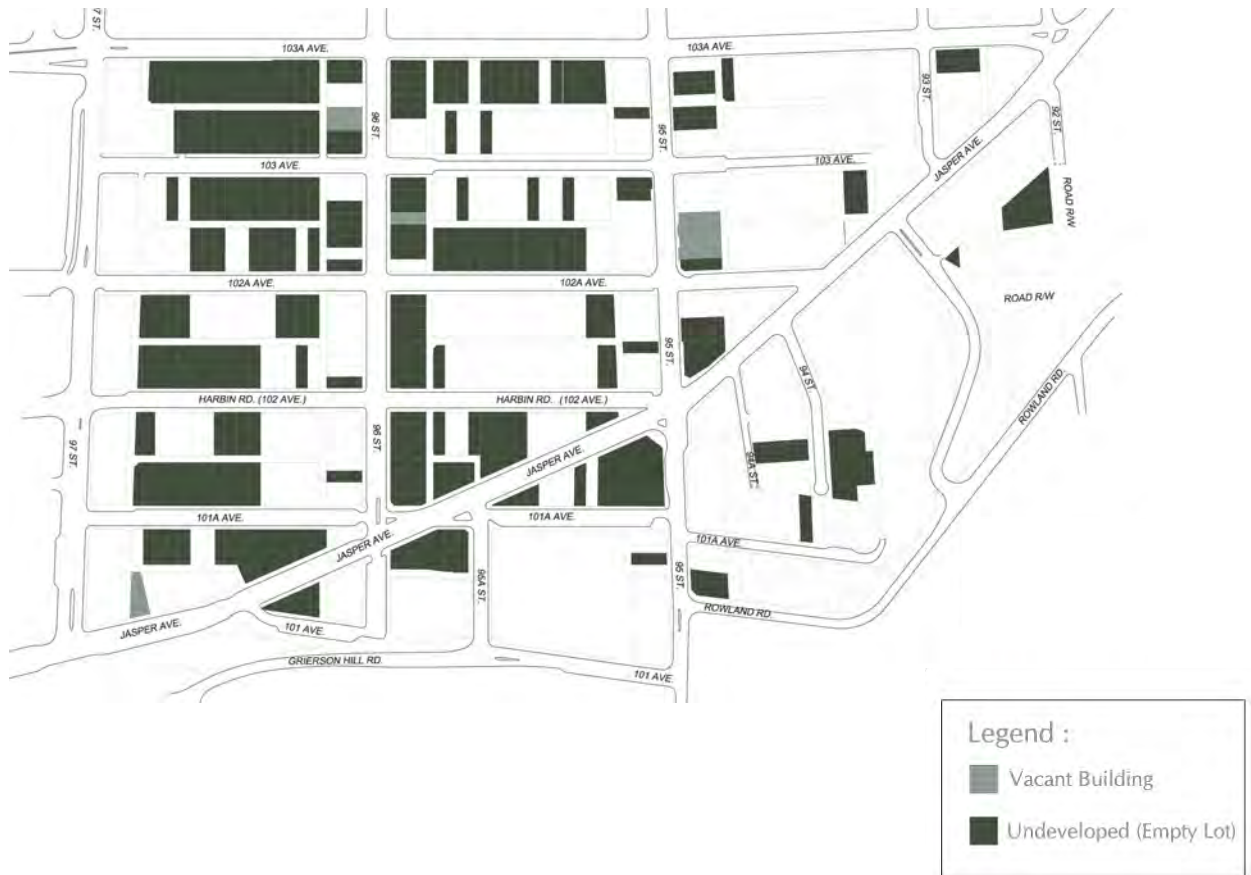 97 ST.
103A AVE.
103A AVE.
93 ST.
92 ST.
96 ST.
95 ST.
103 AVE.
103 AVE.
JASPER AVE.
ROAD R/W
102A AVE.
102A AVE.
ROAD R/W
95 ST.
94 ST.
ROWLAND RD.
HARBIN RD. (102 AVE.)
HARBIN RD. (102 AVE.)
97 ST.
96 ST.
JASPER AVE.
94A ST.
101A AVE.
101A AVE.
JASPER AVE.
101A AVE.
95A ST.
95 ST.
ROWLAND RD.
JASPER AVE.
101 AVE.
GRIERSON HILL RD.
101 AVE.
Legend :
Vacant Building
Undeveloped (Empty Lot)